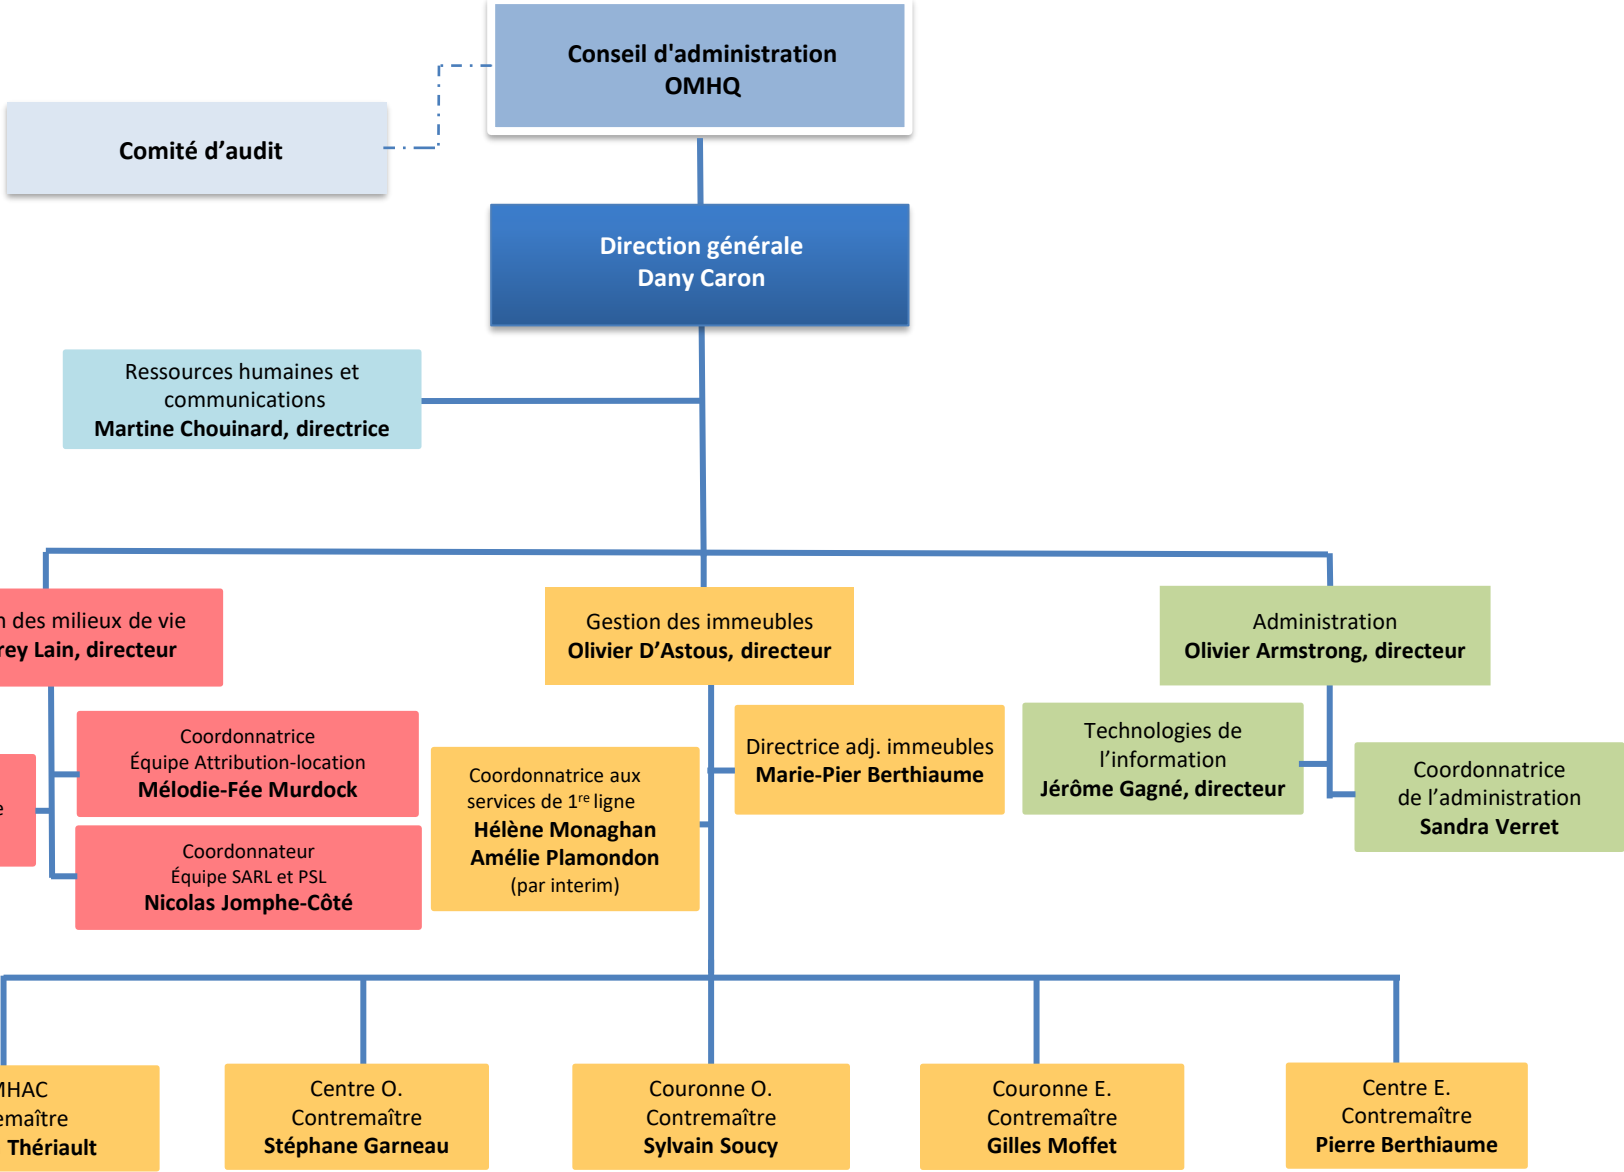 Conseil d'administration
OMHQ
Comité d’audit
Direction générale
Dany Caron
Ressources humaines et
communications
Martine Chouinard, directrice
des milieux de vie
Lain, directeur
Gestion des immeubles
Olivier D’Astous, directeur
Administration
Olivier Armstrong, directeur
Coordonnatrice
Équipe Attribution-location
Mélodie-Fée Murdock
Coordonnateur
Équipe SARL et PSL
Nicolas Jomphe-Côté
Coordonnatrice aux
services de 1re ligne
Hélène Monaghan
Amélie Plamondon
(par interim)
Directrice adj. immeubles
Marie-Pier Berthiaume
Technologies de
l’information
Jérôme Gagné, directeur
Coordonnatrice
de l’administration
Sandra Verret
Thériault
Centre O.
Contremaître
Stéphane Garneau
Couronne O.
Contremaître
Sylvain Soucy
Couronne E.
Contremaître
Gilles Moffet
Centre E.
Contremaître
Pierre Berthiaume